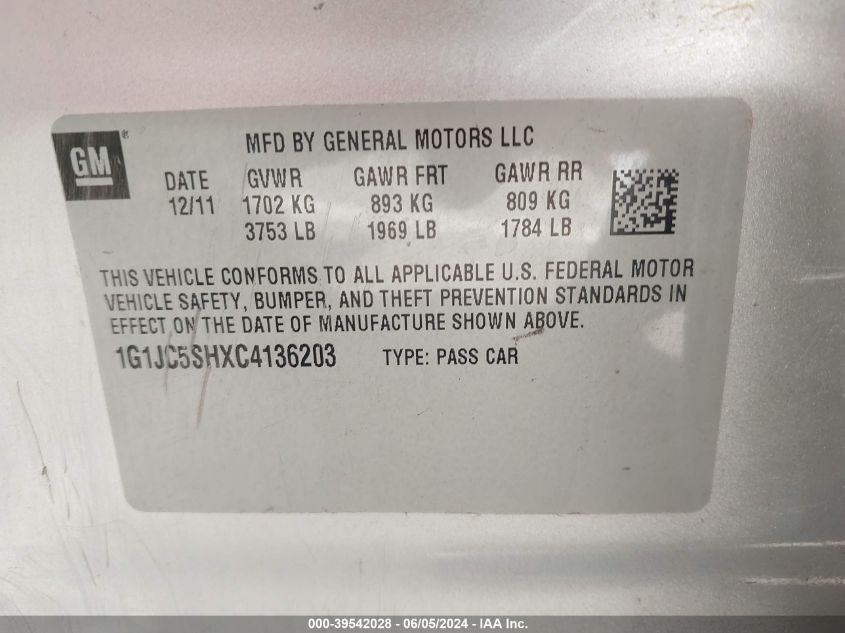 GM®
MFD BY GENERAL MOTORS LLC
DATE GVWR GAWR FRT GAWR RR
12/11 1702 KG 893 KG 809 KG
3753 LB 1969 LB 1784 LB
THIS VEHICLE CONFORMS TO ALL APPLICABLE U.S. FEDERAL MOTOR
VEHICLE SAFETY, BUMPER, AND THEFT PREVENTION STANDARDS IN
EFFECT ON THE DATE OF MANUFACTURE SHOWN ABOVE.
1G1JC5SHXC4136203 TYPE: PASS CAR
000-39542028 - 06/05/2024 - IAA Inc.